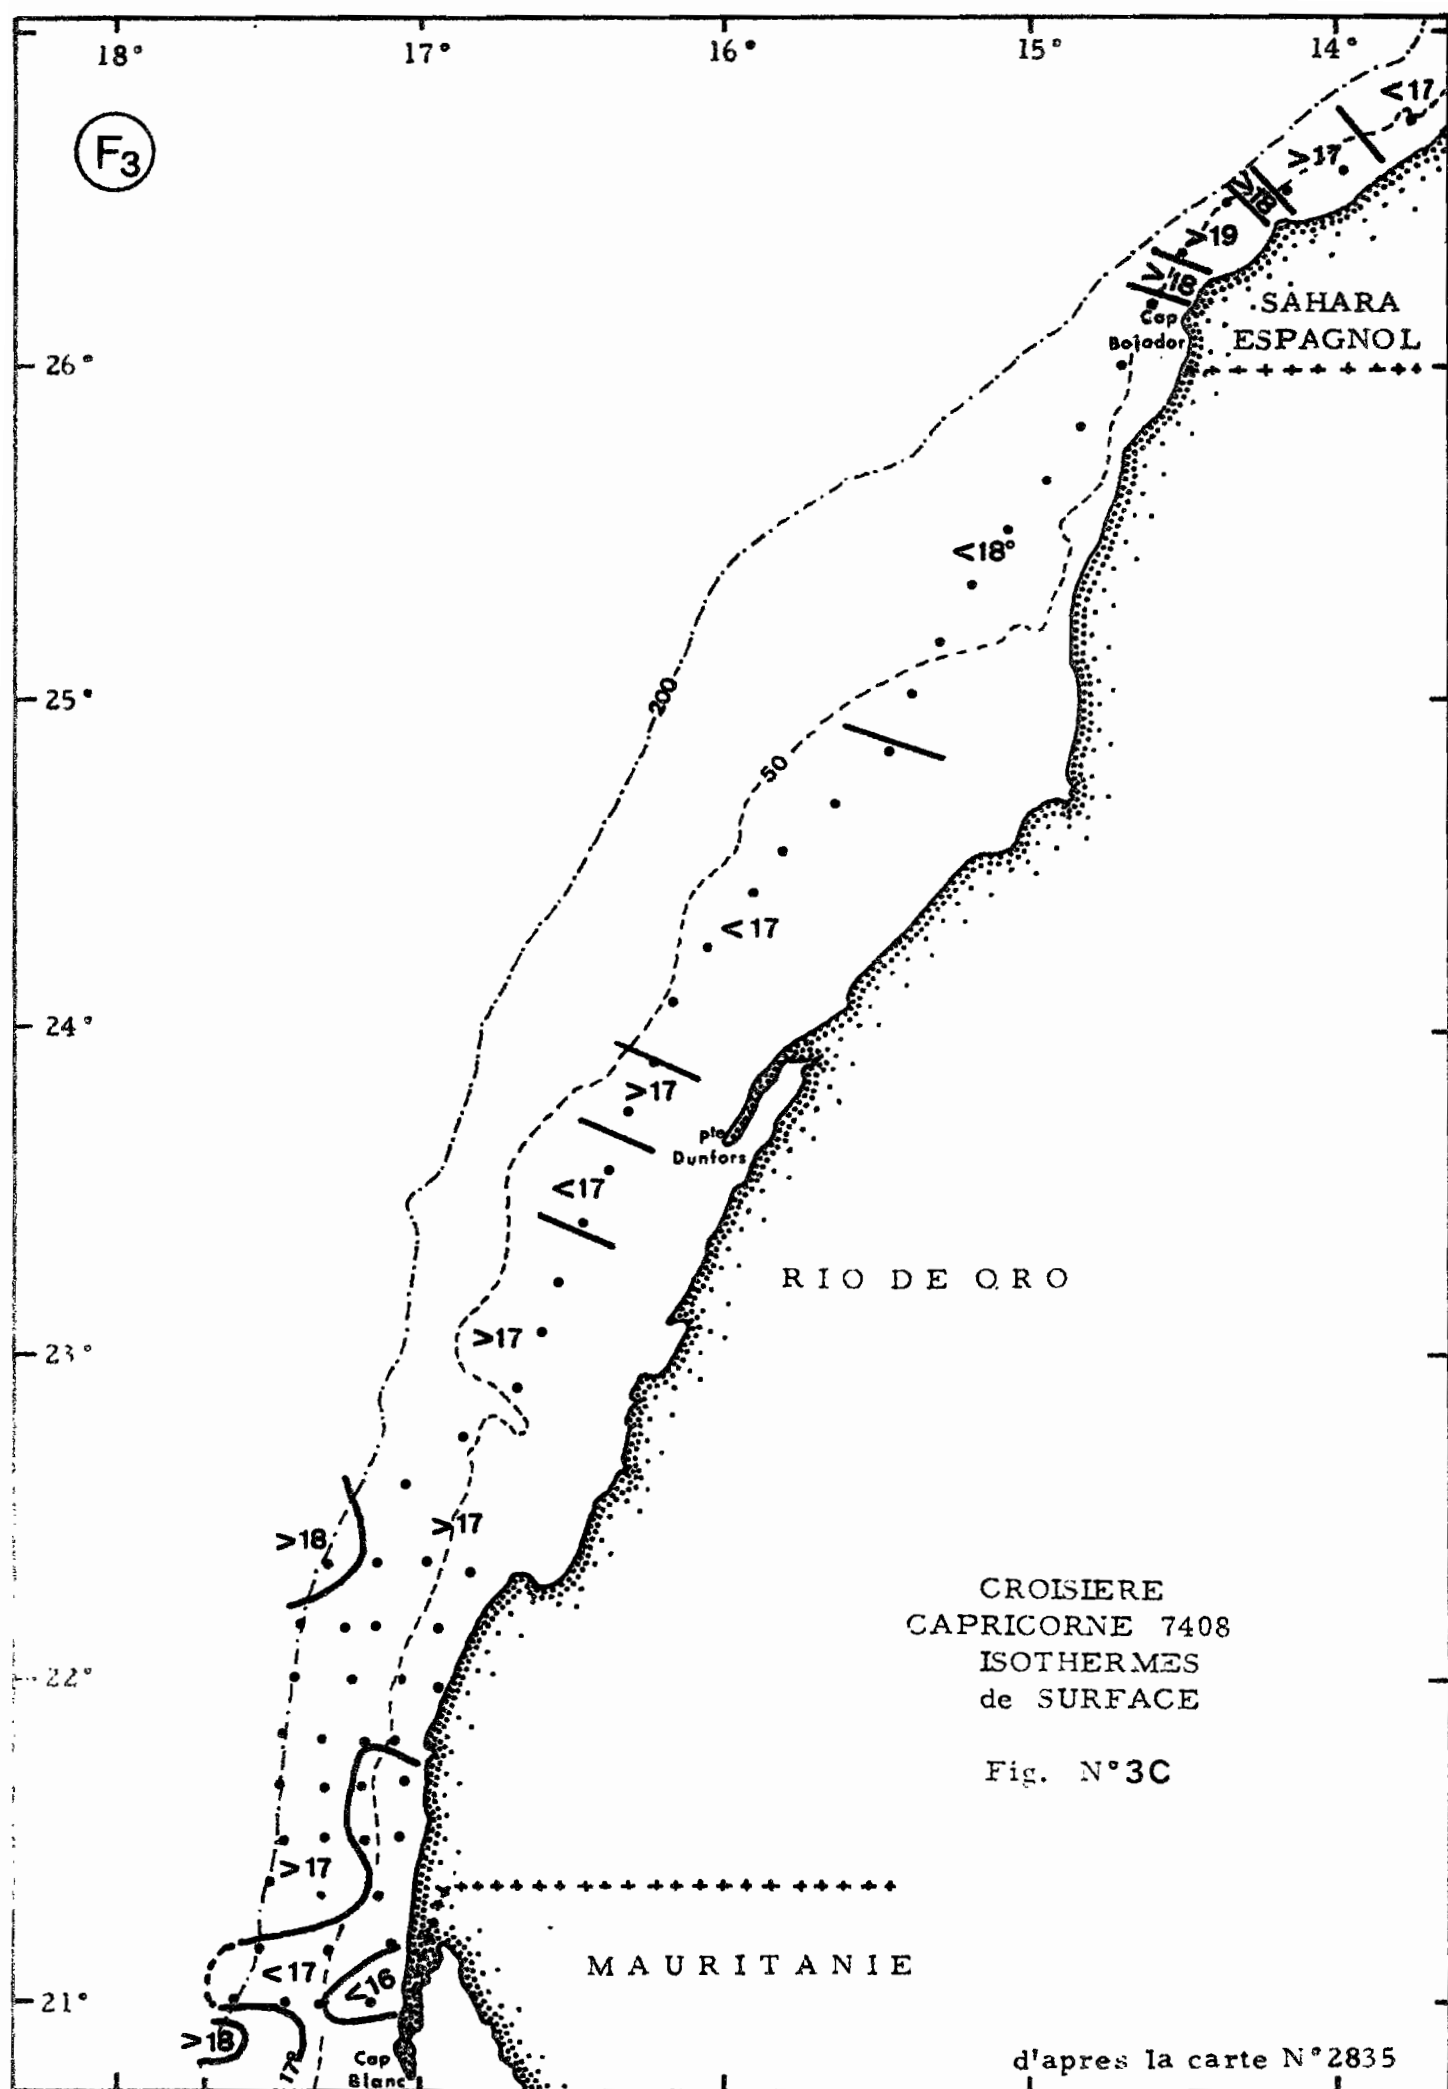 18° 17° 16° 15° 14°
F3
<17
>17
>18
>19
>18
SAHARA
ESPAGNOL
Cap
Bojador
26°
<18°
25°
200
50
<17
24°
>17
pte
Dunfors
<17
RIO DE ORO
>17
23°
>18
>17
CROISIERE
CAPRICORNE 7408
ISOTHERMES
de SURFACE
22°
Fig. N°3C
>17
MAURITANIE
<17
<16
21°
>18
17°
Cap
Blanc
d'apres la carte N°2835